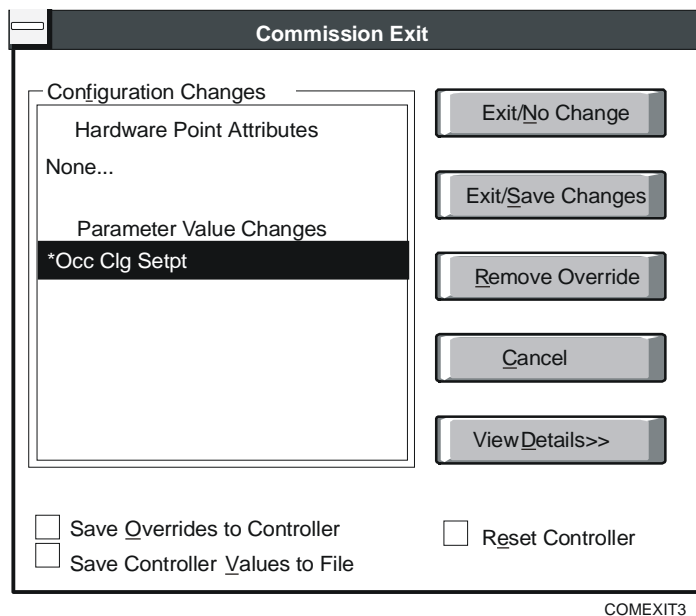 Commission Exit
Configuration Changes
Hardware Point Attributes
None...
Parameter Value Changes
*Occ Clg Setpt
Exit/No Change
Exit/Save Changes
Remove Override
Cancel
View Details>>
Save Overrides to Controller
Save Controller Values to File
Reset Controller
COMEXIT3